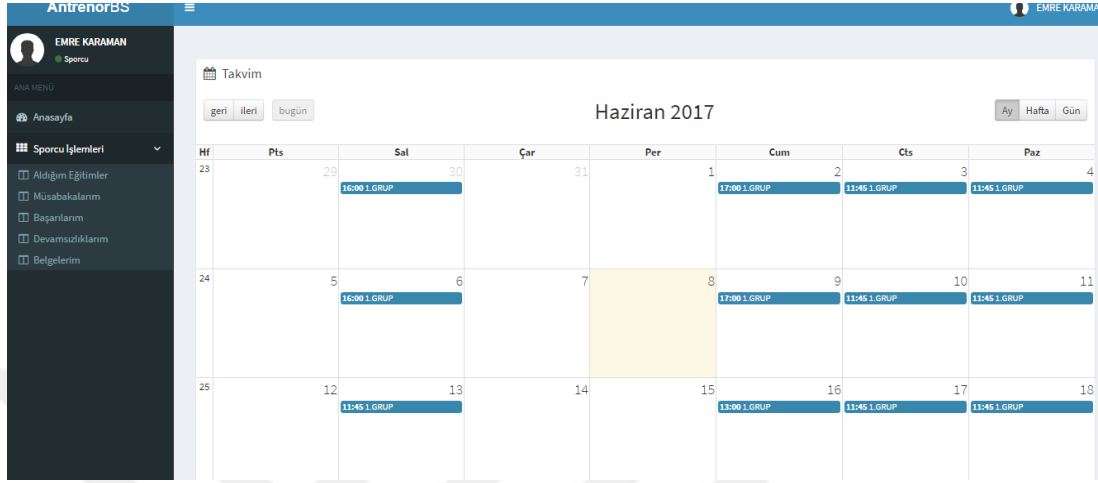 AntrenorBS
EMRE KARAMA
EMRE KARAMAN
Sporcu
ANA MENÜ
Anasayfa
Sporcu İşlemleri
Aldığım Eğitimler
Müsabakalarım
Başarılarım
Devamsızlıklarım
Belgelerim
Takvim
geri ileri bugün
Haziran 2017
Ay Hafta Gün
Hf Pts Sal Çar Per Cum Cts Paz
23 29 30 31 1 2 3 4
16:00 1.GRUP 17:00 1.GRUP 11:45 1.GRUP 11:45 1.GRUP
24 5 6 7 8 9 10 11
16:00 1.GRUP 17:00 1.GRUP 11:45 1.GRUP 11:45 1.GRUP
25 12 13 14 15 16 17 18
11:45 1.GRUP 13:00 1.GRUP 11:45 1.GRUP 11:45 1.GRUP